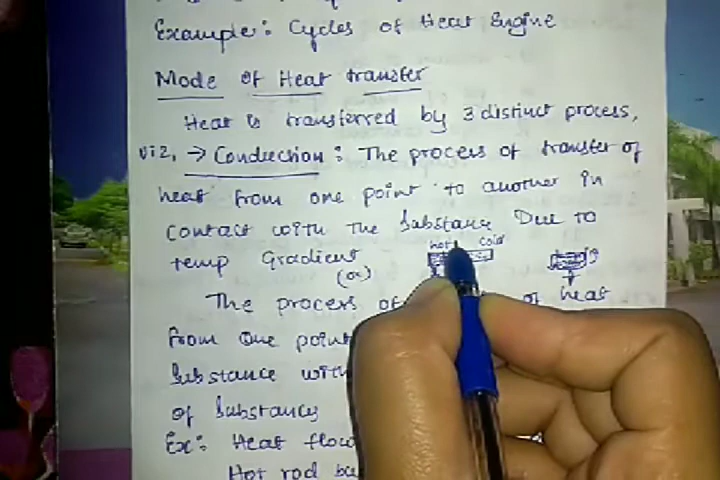 Example: Cycles of Heat Engine
Mode of Heat transfer
Heat is transferred by 3 distinct process,
viz, → Conduction: The process of transfer of
heat from one point to another in
contact with the Substance Due to
hot cold
temp Gradient
(or)
The process of of heat
from one point
Substance with
of Substance
Ex: Heat flow
Hot rod